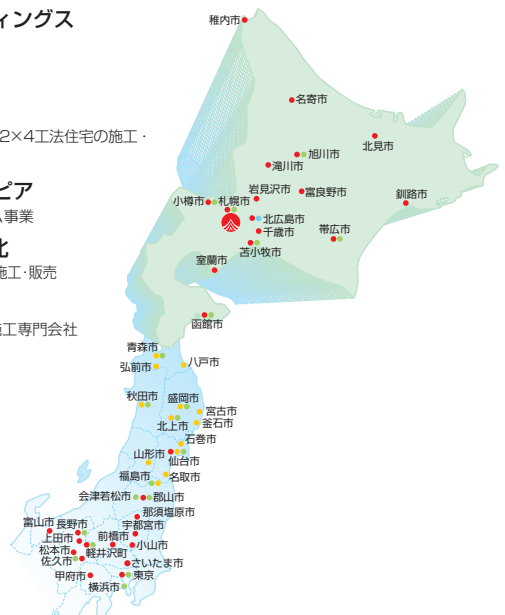 ィングス
2×4工法住宅の施工・
ピア
ム事業
北
施工・販売
施工専門会社
稚内市
名寄市
北見市
旭川市
滝川市
岩見沢市
富良野市
釧路市
小樽市
札幌市
北広島市
千歳市
帯広市
苫小牧市
室蘭市
函館市
青森市
弘前市
八戸市
秋田市
盛岡市
宮古市
釜石市
北上市
石巻市
山形市
仙台市
福島市
名取市
会津若松市
郡山市
那須塩原市
富山市
長野市
宇都宮市
上田市
前橋市
小山市
松本市
軽井沢町
佐久市
さいたま市
甲府市
東京
横浜市